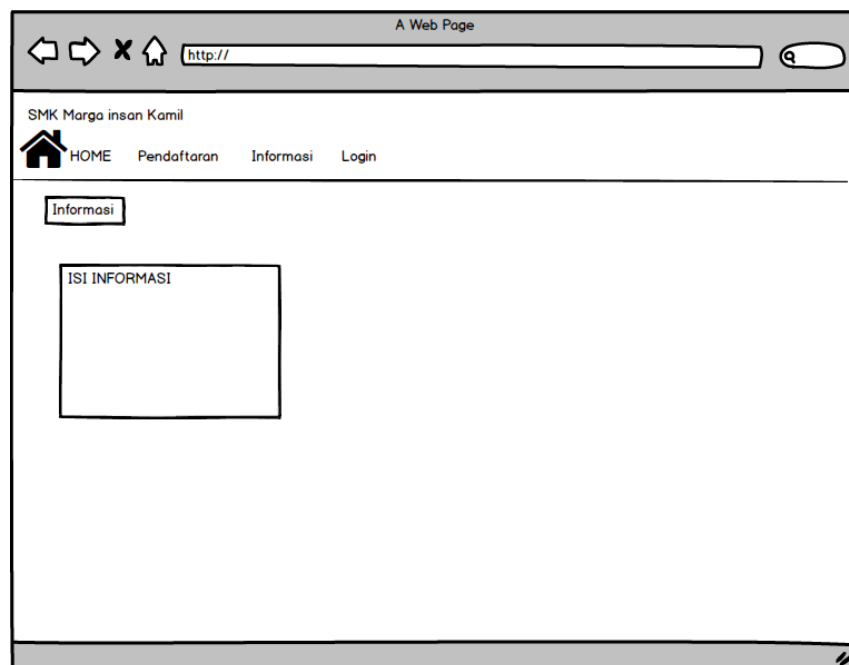 A Web Page
http://
SMK Marga insan Kamil
HOME Pendaftaran Informasi Login
Informasi
ISI INFORMASI